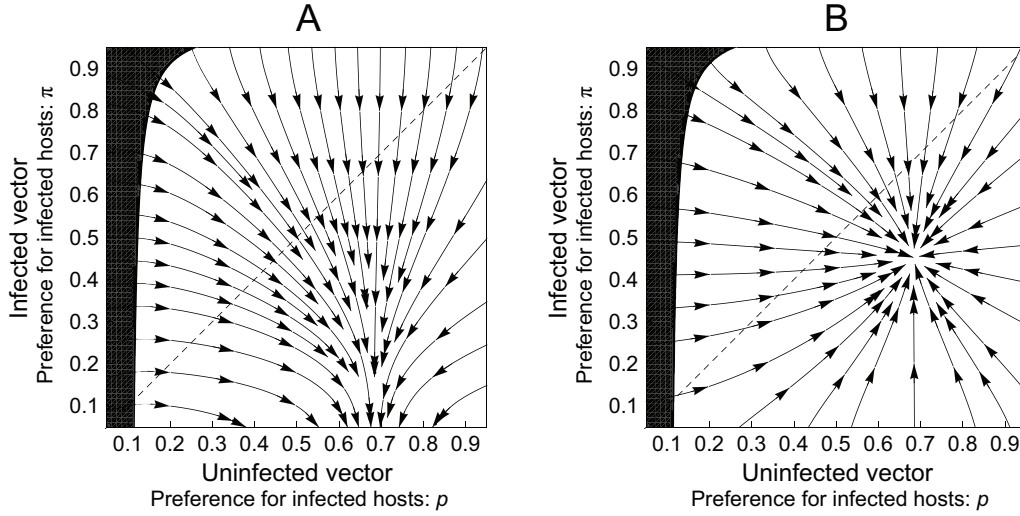 A
B
Infected vector
Preference for infected hosts: π
0.9
0.8
0.7
0.6
0.5
0.4
0.3
0.2
0.1
0.1 0.2 0.3 0.4 0.5 0.6 0.7 0.8 0.9
Uninfected vector
Preference for infected hosts: p
Infected vector
Preference for infected hosts: π
0.9
0.8
0.7
0.6
0.5
0.4
0.3
0.2
0.1
0.1 0.2 0.3 0.4 0.5 0.6 0.7 0.8 0.9
Uninfected vector
Preference for infected hosts: p